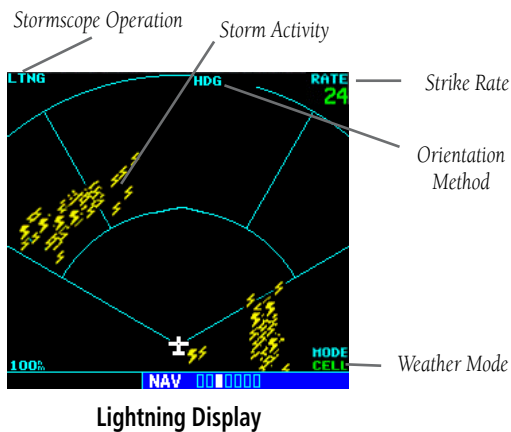 Stormscope Operation
Storm Activity
LTNG
HDG
RATE
24
Strike Rate
Orientation
Method
100
MODE
CELL
Weather Mode
NAV
Lightning Display